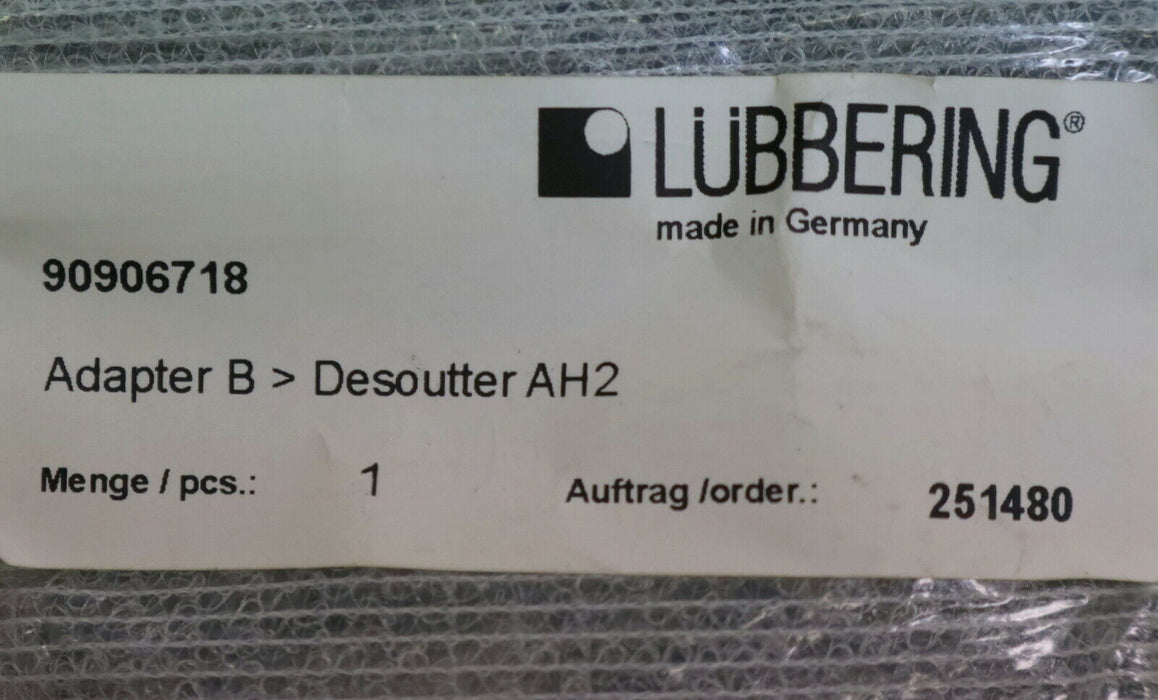 LÜBBERING®
made in Germany
90906718
Adapter B > Desoutter AH2
Menge / pcs.: 1 Auftrag /order.: 251480